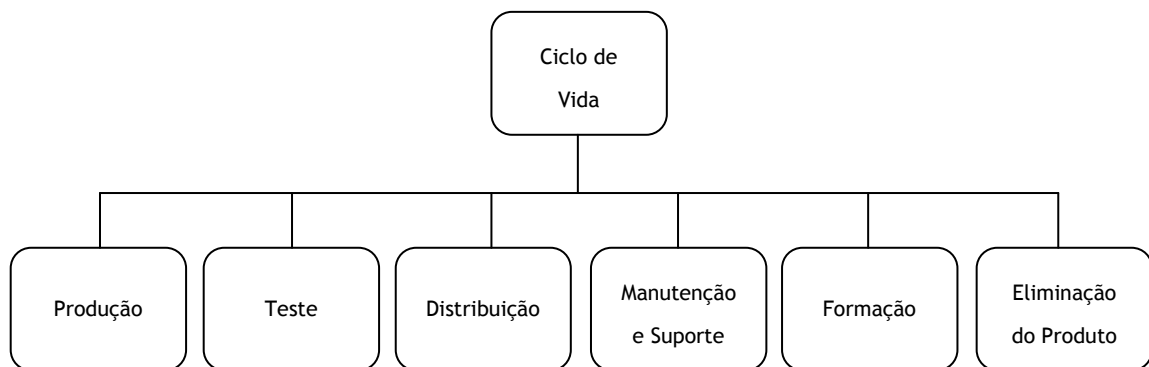 Ciclo de
Vida
Produção
Teste
Distribuição
Manutenção
e Suporte
Formação
Eliminação
do Produto